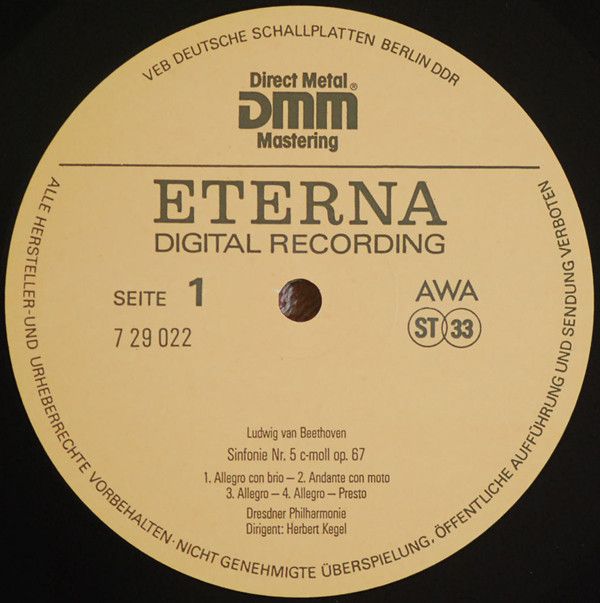 VEB DEUTSCHE SCHALLPLATTEN BERLIN DDR
Direct Metal
DMM®
Mastering
ETERNA
DIGITAL RECORDING
SEITE 1
7 29 022
AWA
ST 33
Ludwig van Beethoven
Sinfonie Nr. 5 c-moll op. 67
1. Allegro con brio – 2. Andante con moto
3. Allegro – 4. Allegro – Presto
Dresdner Philharmonie
Dirigent: Herbert Kegel
ALLE HERSTELLER-UND URHEBERRECHTE VORBEHALTEN · NICHT GENEHMIGTE ÜBERSPIELUNG, ÖFFENTLICHE AUFFÜHRUNG UND SENDUNG VERBOTEN